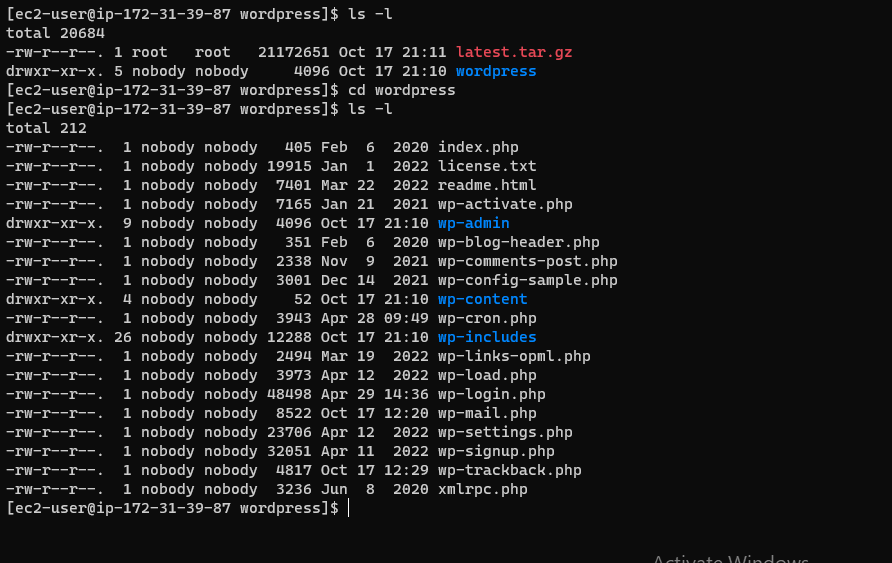 [ec2-user@ip-172-31-39-87 wordpress]$ ls -l
total 20684
-rw-r--r--. 1 root   root   21172651 Oct 17 21:11 latest.tar.gz
drwxr-xr-x. 5 nobody nobody     4096 Oct 17 21:10 wordpress
[ec2-user@ip-172-31-39-87 wordpress]$ cd wordpress
[ec2-user@ip-172-31-39-87 wordpress]$ ls -l
total 212
-rw-r--r--.  1 nobody nobody   405 Feb  6  2020 index.php
-rw-r--r--.  1 nobody nobody 19915 Jan  1  2022 license.txt
-rw-r--r--.  1 nobody nobody  7401 Mar 22  2022 readme.html
-rw-r--r--.  1 nobody nobody  7165 Jan 21  2021 wp-activate.php
drwxr-xr-x.  9 nobody nobody  4096 Oct 17 21:10 wp-admin
-rw-r--r--.  1 nobody nobody   351 Feb  6  2020 wp-blog-header.php
-rw-r--r--.  1 nobody nobody  2338 Nov  9  2021 wp-comments-post.php
-rw-r--r--.  1 nobody nobody  3001 Dec 14  2021 wp-config-sample.php
drwxr-xr-x.  4 nobody nobody    52 Oct 17 21:10 wp-content
-rw-r--r--.  1 nobody nobody  3943 Apr 28 09:49 wp-cron.php
drwxr-xr-x. 26 nobody nobody 12288 Oct 17 21:10 wp-includes
-rw-r--r--.  1 nobody nobody  2494 Mar 19  2022 wp-links-opml.php
-rw-r--r--.  1 nobody nobody  3973 Apr 12  2022 wp-load.php
-rw-r--r--.  1 nobody nobody 48498 Apr 29 14:36 wp-login.php
-rw-r--r--.  1 nobody nobody  8522 Oct 17 12:20 wp-mail.php
-rw-r--r--.  1 nobody nobody 23706 Apr 12  2022 wp-settings.php
-rw-r--r--.  1 nobody nobody 32051 Apr 11  2022 wp-signup.php
-rw-r--r--.  1 nobody nobody  4817 Oct 17 12:29 wp-trackback.php
-rw-r--r--.  1 nobody nobody  3236 Jun  8  2020 xmlrpc.php
[ec2-user@ip-172-31-39-87 wordpress]$
Activate Windows